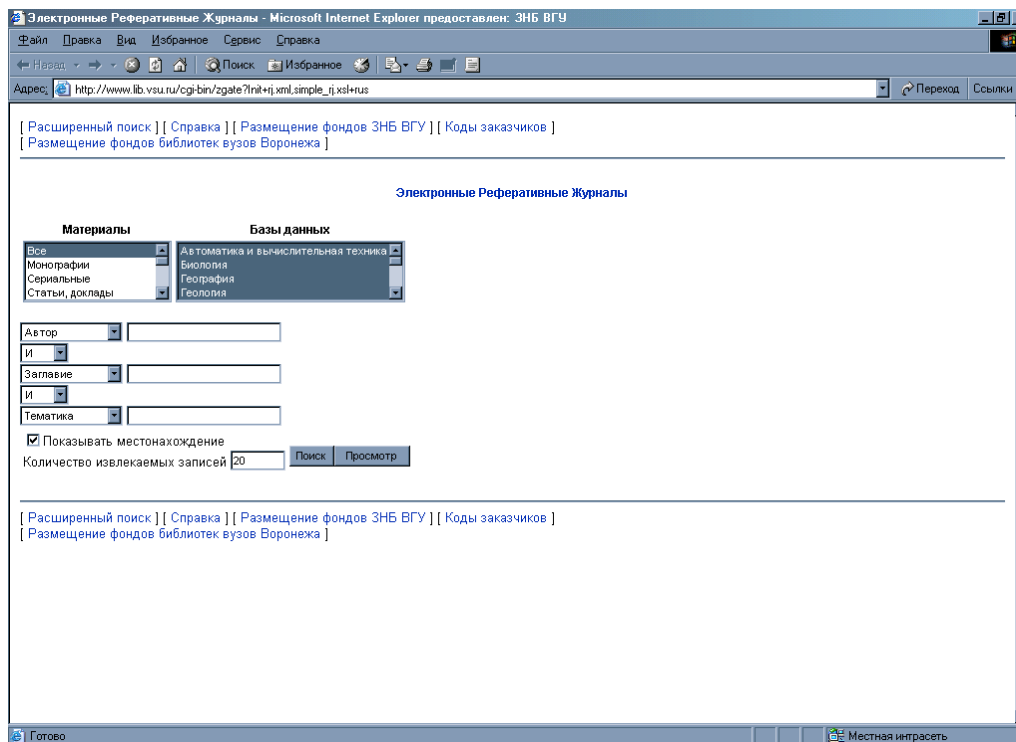 Электронные Реферативные Журналы - Microsoft Internet Explorer предоставлен: ЗНБ ВГУ
Файл Правка Вид Избранное Сервис Справка
Назад Поиск Избранное
Адрес: http://www.lib.vsu.ru/cgi-bin/zgate?Init+rj.xml,simple_rj.xsl+rus Переход Ссылки
[ Расширенный поиск ] [ Справка ] [ Размещение фондов ЗНБ ВГУ ] [ Коды заказчиков ]
[ Размещение фондов библиотек вузов Воронежа ]
Электронные Реферативные Журналы
Материалы Базы данных
Все Автоматика и вычислительная техника
Монографии Биология
Сериальные География
Статьи, доклады Геология
Автор
И
Заглавие
И
Тематика
Показывать местонахождение
Количество извлекаемых записей 20 Поиск Просмотр
[ Расширенный поиск ] [ Справка ] [ Размещение фондов ЗНБ ВГУ ] [ Коды заказчиков ]
[ Размещение фондов библиотек вузов Воронежа ]
Готово Местная интрасеть